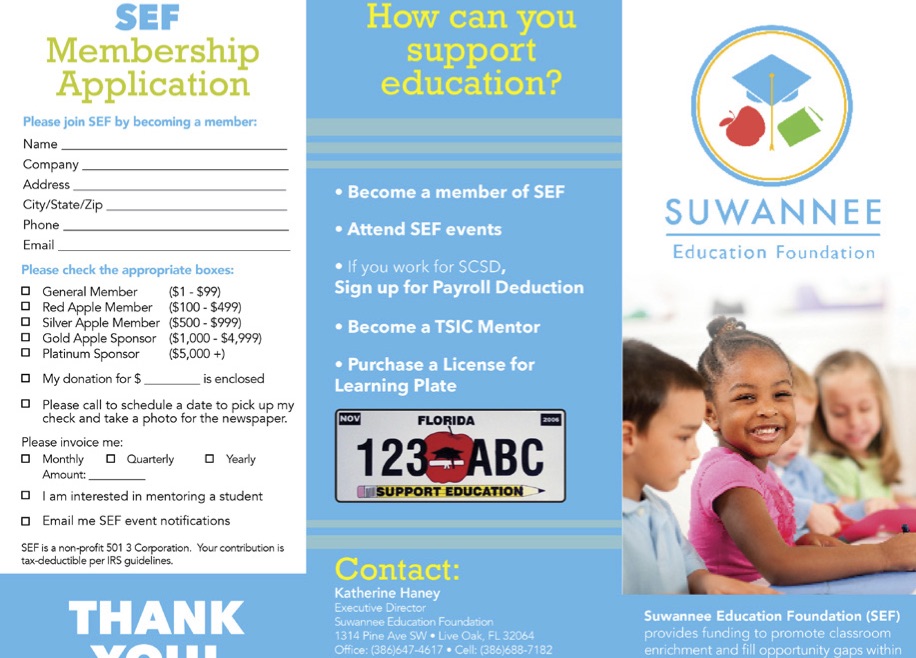 SEF
Membership
Application
Please join SEF by becoming a member:
Name
Company
Address
City/State/Zip
Phone
Email
Please check the appropriate boxes:
General Member ($1 - $99)
Red Apple Member ($100 - $499)
Silver Apple Member ($500 - $999)
Gold Apple Sponsor ($1,000 - $4,999)
Platinum Sponsor ($5,000 +)
My donation for $ ________ is enclosed
Please call to schedule a date to pick up my
check and take a photo for the newspaper.
Please invoice me:
Monthly Quarterly Yearly
Amount: ________
I am interested in mentoring a student
Email me SEF event notifications
SEF is a non-profit 501 3 Corporation. Your contribution is
tax-deductible per IRS guidelines.
THANK
YOU!
How can you
support
education?
• Become a member of SEF
• Attend SEF events
• If you work for SCSD,
Sign up for Payroll Deduction
• Become a TSIC Mentor
• Purchase a License for
Learning Plate
NOV FLORIDA 2006
123 ABC
SUPPORT EDUCATION
Contact:
Katherine Haney
Executive Director
Suwannee Education Foundation
1314 Pine Ave SW • Live Oak, FL 32064
Office: (386)647-4617 • Cell: (386)688-7182
SUWANNEE
Education Foundation
Suwannee Education Foundation (SEF)
provides funding to promote classroom
enrichment and fill opportunity gaps within